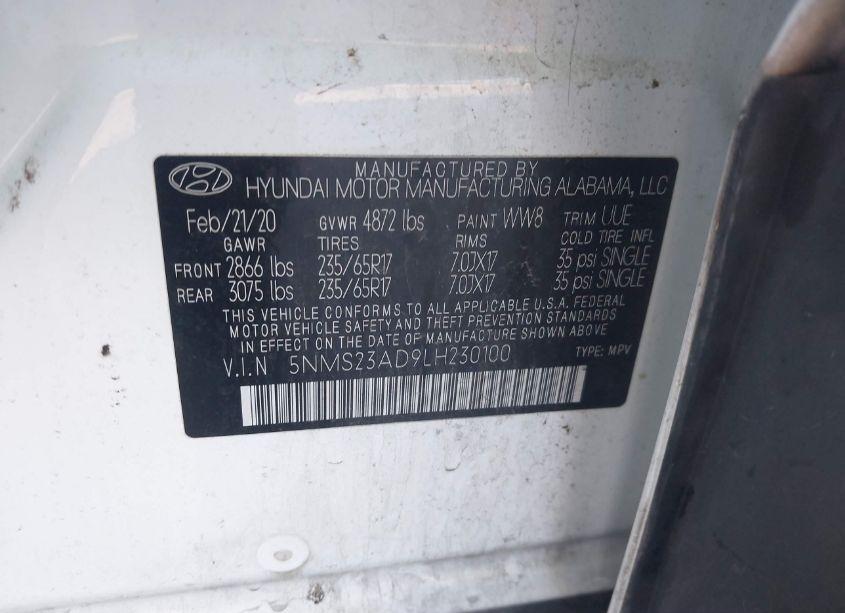 MANUFACTURED BY
HYUNDAI MOTOR MANUFACTURING ALABAMA, LLC
Feb/21/20 GVWR 4872 lbs PAINT WW8 TRIM UUE
GAWR TIRES RIMS COLD TIRE INFL
FRONT 2866 lbs 235/65R17 7.0JX17 35 psi SINGLE
REAR 3075 lbs 235/65R17 7.0JX17 35 psi SINGLE
THIS VEHICLE CONFORMS TO ALL APPLICABLE U.S.A. FEDERAL
MOTOR VEHICLE SAFETY AND THEFT PREVENTION STANDARDS
IN EFFECT ON THE DATE OF MANUFACTURE SHOWN ABOVE
V.I.N 5NMS23AD9LH230100 TYPE: MPV